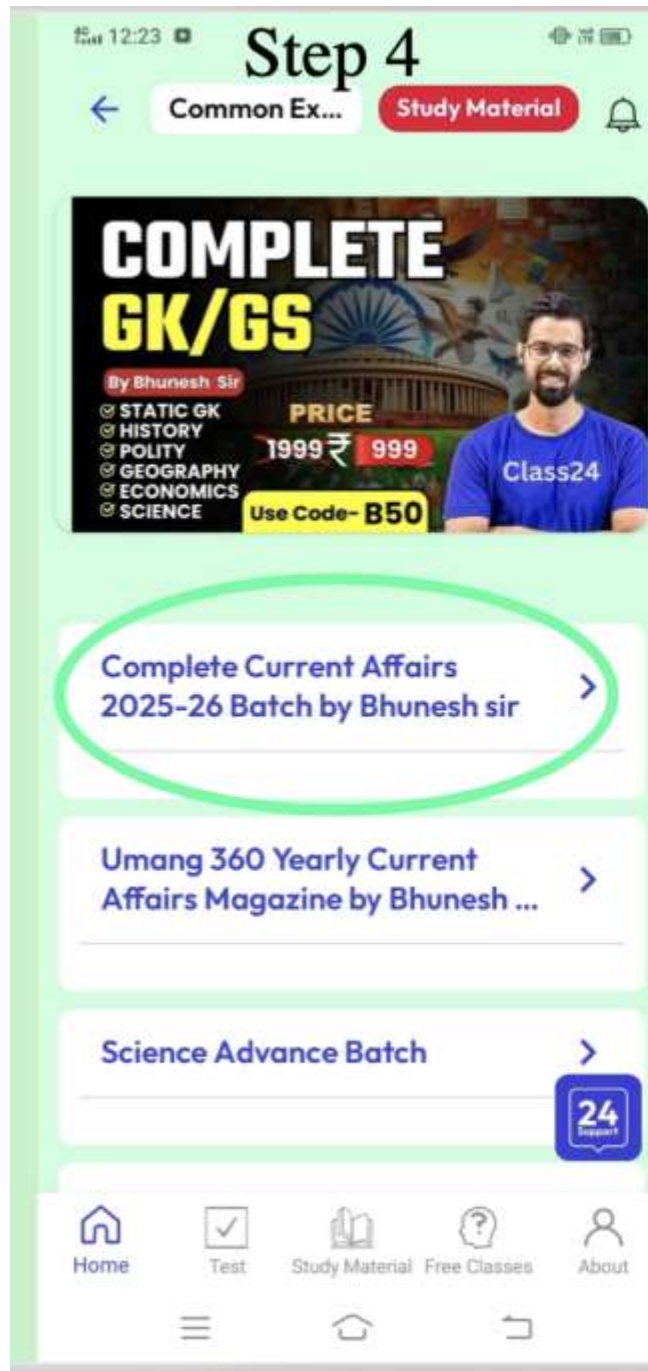 12:23
Step 4
Common Ex...
Study Material
COMPLETE
GK/GS
By Bhunesh Sir
STATIC GK
HISTORY
POLITY
GEOGRAPHY
ECONOMICS
SCIENCE
PRICE
1999 ₹ 999
Use Code- B50
Class24
Complete Current Affairs
2025-26 Batch by Bhunesh sir
Umang 360 Yearly Current
Affairs Magazine by Bhunesh ...
Science Advance Batch
24
Support
Home
Test
Study Material
Free Classes
About